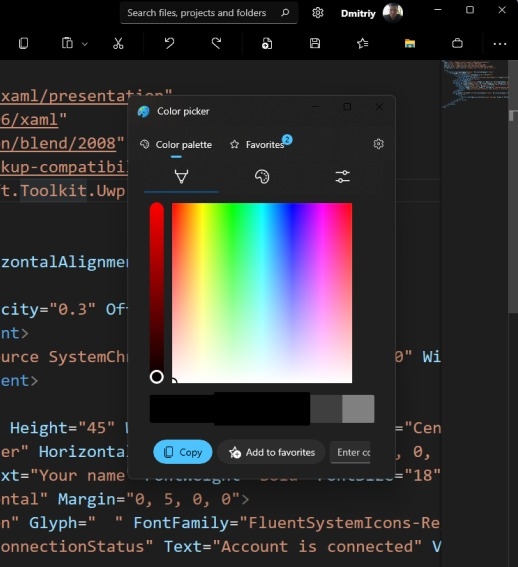 Search files, projects and folders
Dmitriy
xaml/presentation"
6/xaml"
n/blend/2008"
kup-compatibil
t.Toolkit.Uwp
Color picker
Color palette
Favorites
2
zontalAlignme
city="0.3" Of
nt>
urce SystemCh
0" Wi
ent>
Height="45"
="Cen
er" Horizontal
, 0,
Copy
Add to favorites
Enter co
xt="Your name" FontWeight="Bold" FontSize="18"
ntal" Margin="0, 5, 0, 0">
n" Glyph=" " FontFamily="FluentSystemIcons-Re
onnectionStatus" Text="Account is connected" V